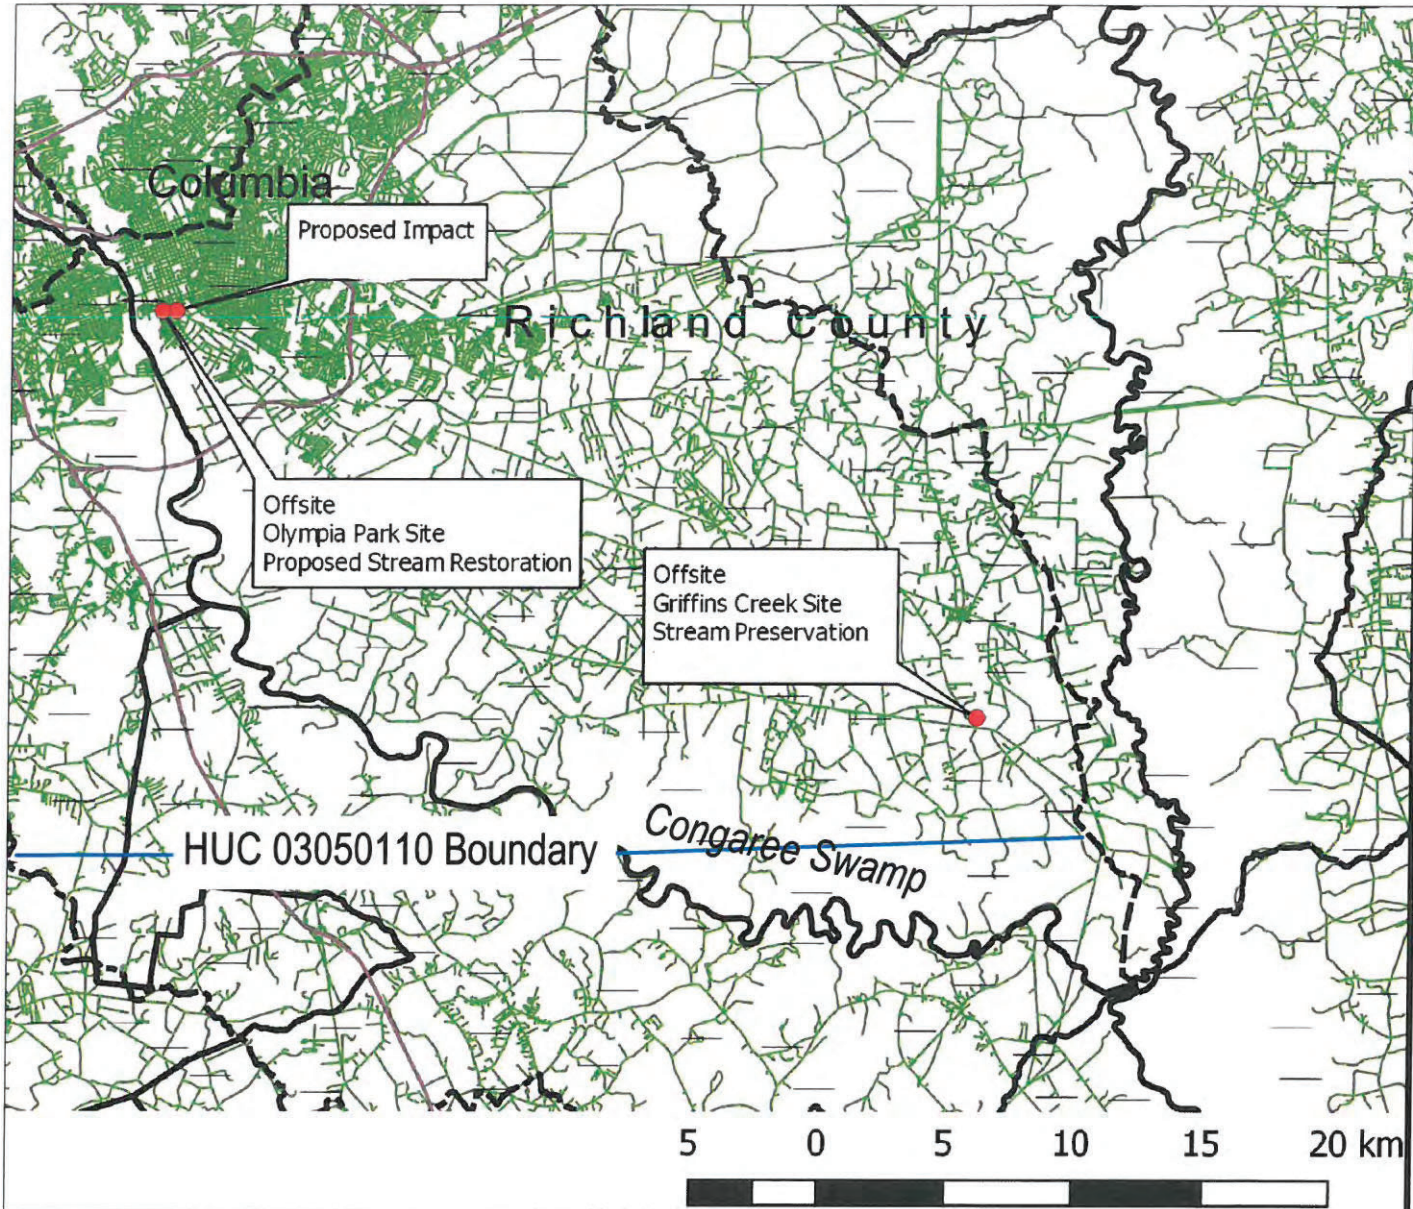 Columbia
Proposed Impact
Richland County
Offsite
Olympia Park Site
Proposed Stream Restoration
Offsite
Griffins Creek Site
Stream Preservation
HUC 03050110 Boundary
Congaree Swamp
5 0 5 10 15 20 km